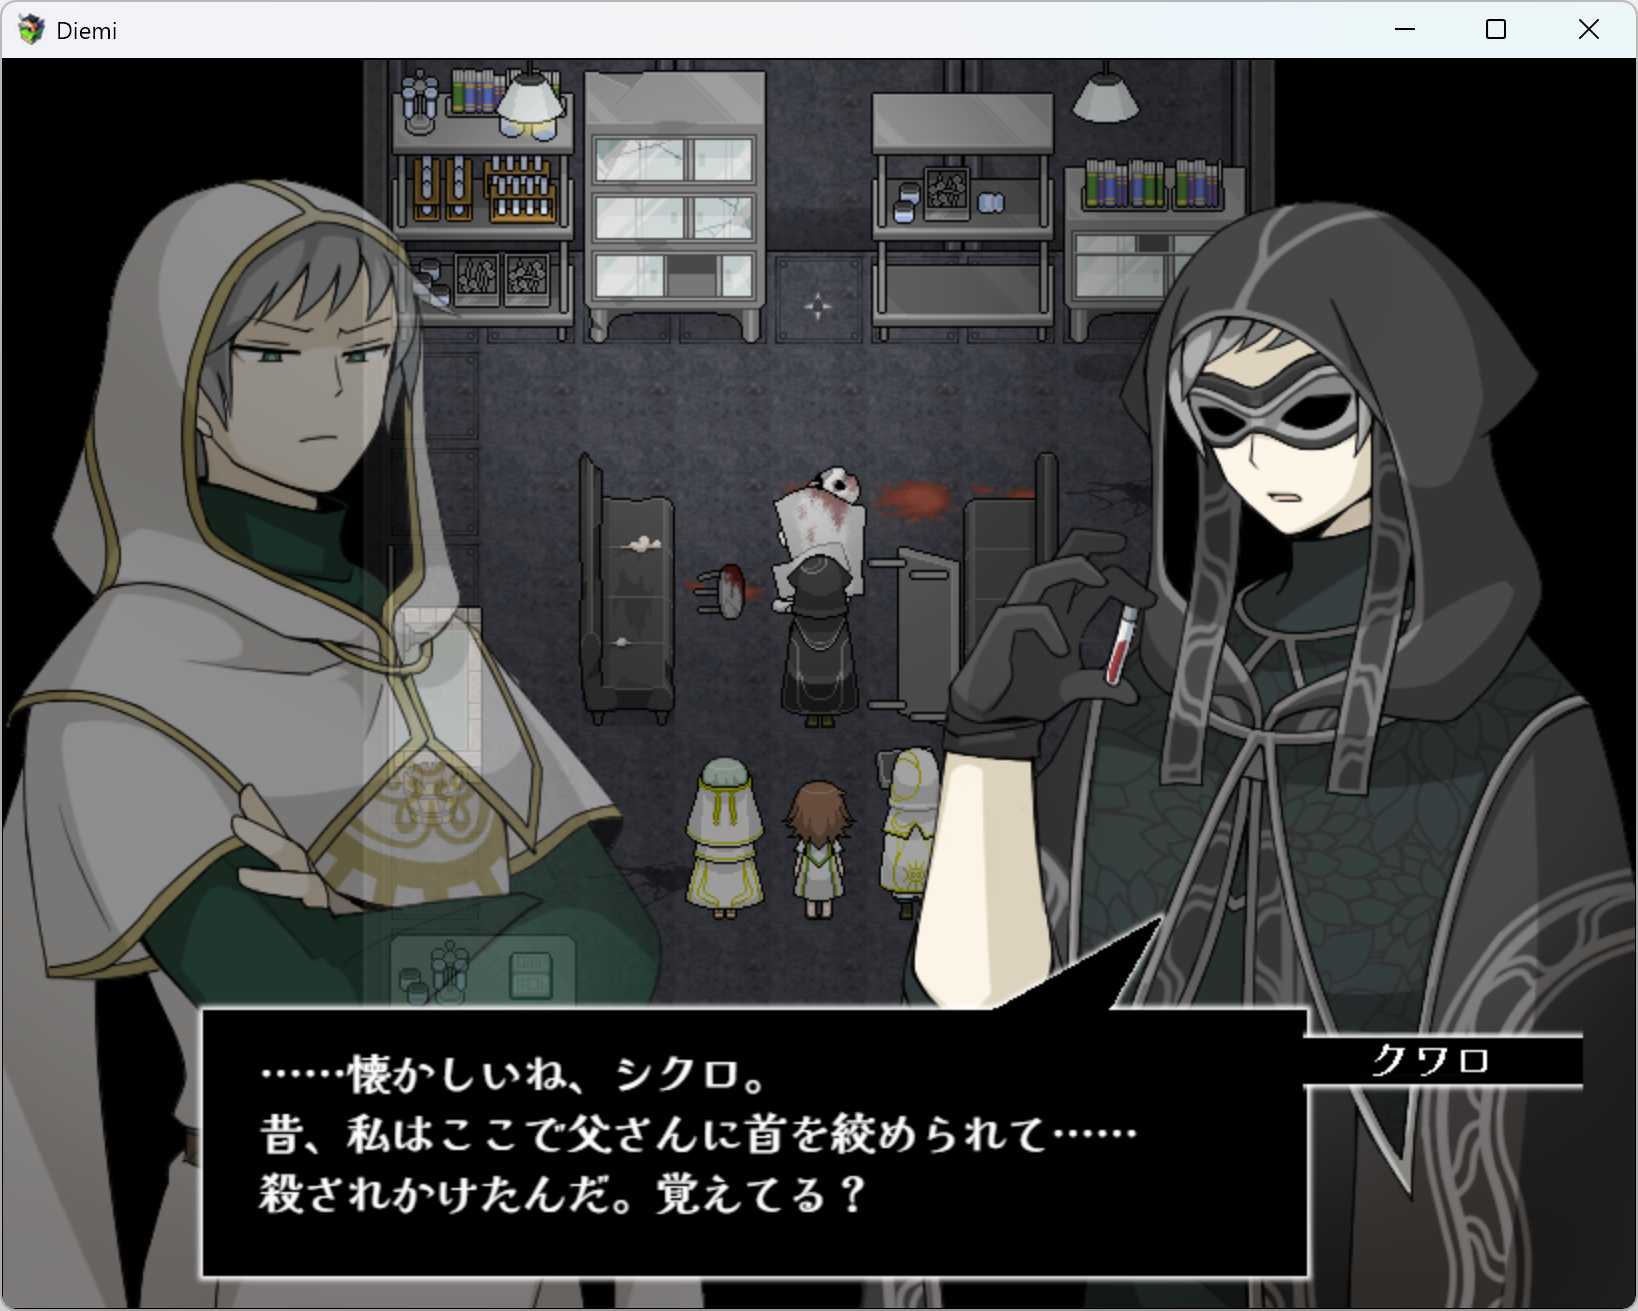 Diemi
クワロ
……懐かしいね、シクロ。
昔、私はここで父さんに首を絞められて……
殺されかけたんだ。覚えてる？